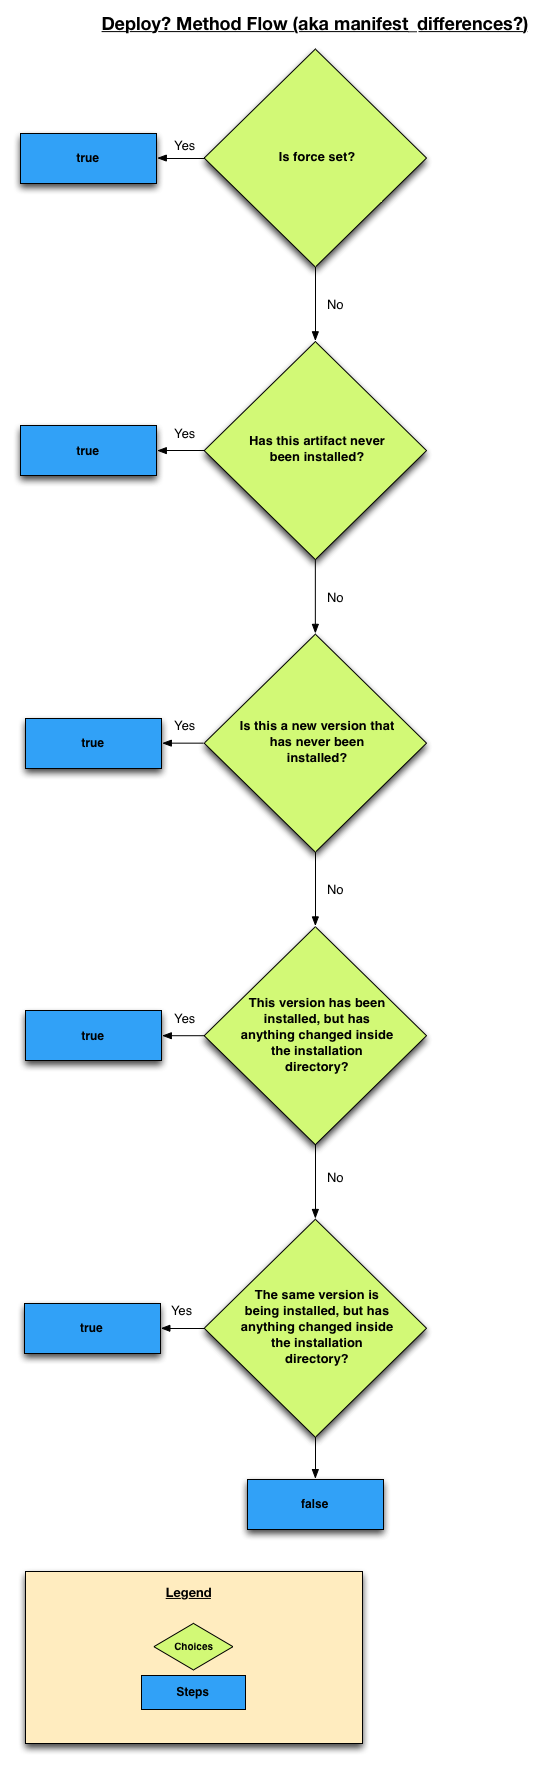 Deploy? Method Flow (aka manifest_differences?)
Is force set?
Yes
true
No
Has this artifact never
been installed?
Yes
true
No
Is this a new version that
has never been
installed?
Yes
true
No
This version has been
installed, but has
anything changed inside
the installation
directory?
Yes
true
No
The same version is
being installed, but has
anything changed inside
the installation
directory?
Yes
true
false
Legend
Choices
Steps